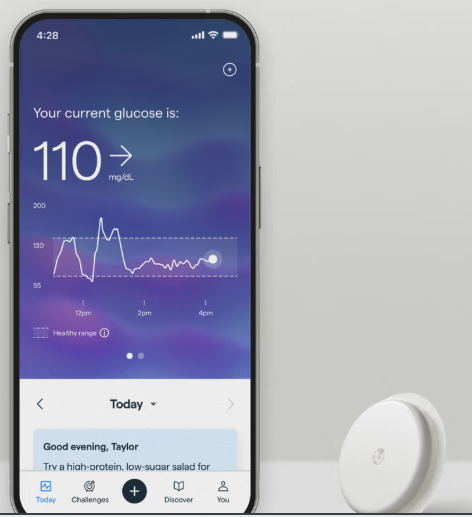 4:28
Your current glucose is:
110
mg/dL
200
130
55
12pm 2pm 4pm
Healthy range
Today
Good evening, Taylor
Try a high-protein, low-sugar salad for
Today Challenges Discover You